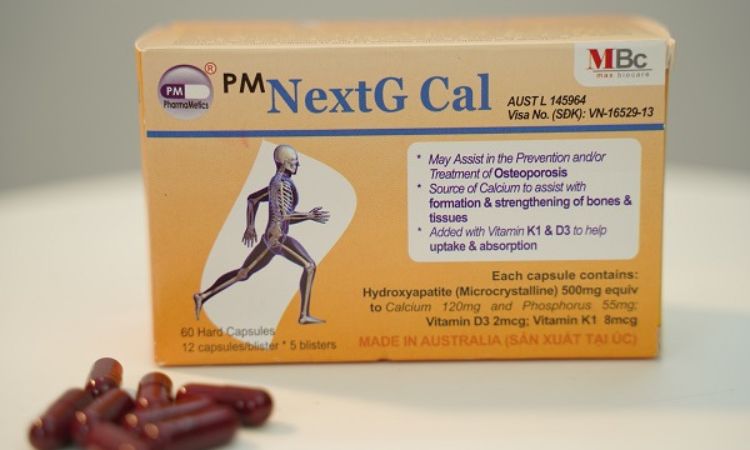 PM
PharmaMetics
®
PM NextG Cal
MBc
max biocare
AUST L 145964
Visa No. (SĐK): VN-16529-13
* May Assist in the Prevention and/or
Treatment of Osteoporosis
* Source of Calcium to assist with
formation & strengthening of bones &
tissues
* Added with Vitamin K1 & D3 to help
uptake & absorption
Each capsule contains:
Hydroxyapatite (Microcrystalline) 500mg equiv
to Calcium 120mg and Phosphorus 55mg;
Vitamin D3 2mcg; Vitamin K1 8mcg
60 Hard Capsules
12 capsules/blister * 5 blisters
MADE IN AUSTRALIA (SẢN XUẤT TẠI ÚC)